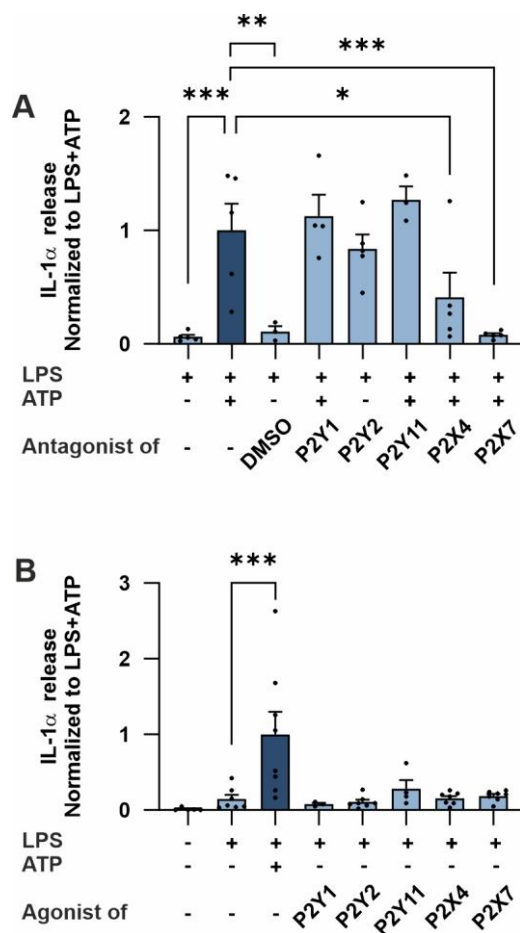 **
***
A
***
*
IL-1α release
Normalized to LPS+ATP
2
1
0
LPS + + + + + + + +
ATP - + - + - + + +
Antagonist of - - DMSO P2Y1 P2Y2 P2Y11 P2X4 P2X7
B
***
IL-1α release
Normalized to LPS+ATP
3
2
1
0
LPS - + + + + + + +
ATP - - + - - - - -
Agonist of - - - P2Y1 P2Y2 P2Y11 P2X4 P2X7